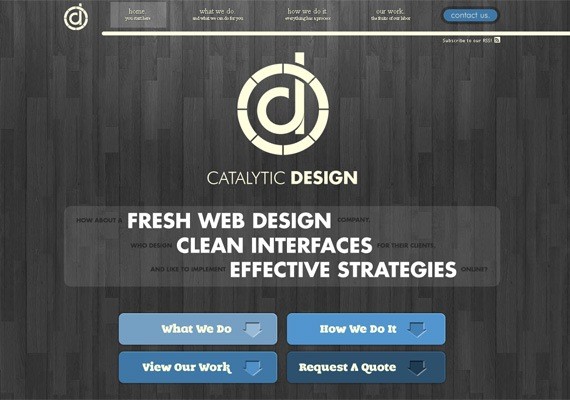 home.
you start here
what we do.
and what we can do for you
how we do it.
everything has a process
our work.
the fruits of our labor
contact us.
Subscribe to our RSS!
CATALYTIC DESIGN
HOW ABOUT A FRESH WEB DESIGN COMPANY,
WHO DESIGN CLEAN INTERFACES FOR THEIR CLIENTS,
AND LIKE TO IMPLEMENT EFFECTIVE STRATEGIES ONLINE?
What We Do
How We Do It
View Our Work
Request A Quote